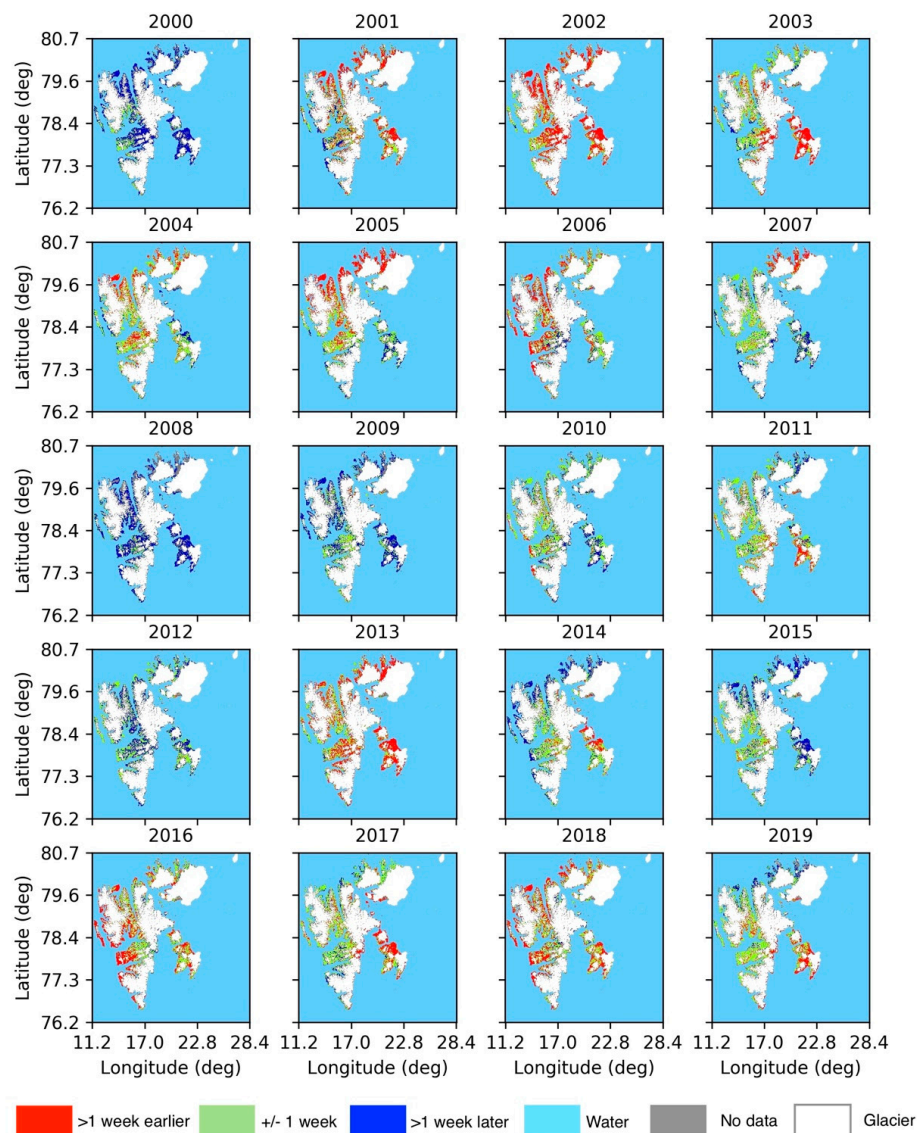 2000 2001 2002 2003
80.7
79.6
78.4
77.3
76.2
Latitude (deg)
2004 2005 2006 2007
80.7
79.6
78.4
77.3
76.2
Latitude (deg)
2008 2009 2010 2011
80.7
79.6
78.4
77.3
76.2
Latitude (deg)
2012 2013 2014 2015
80.7
79.6
78.4
77.3
76.2
Latitude (deg)
2016 2017 2018 2019
80.7
79.6
78.4
77.3
76.2
Latitude (deg)
11.2 17.0 22.8 28.4 11.2 17.0 22.8 28.4 11.2 17.0 22.8 28.4 11.2 17.0 22.8 28.4
Longitude (deg) Longitude (deg) Longitude (deg) Longitude (deg)
>1 week earlier +/- 1 week >1 week later Water No data Glacier